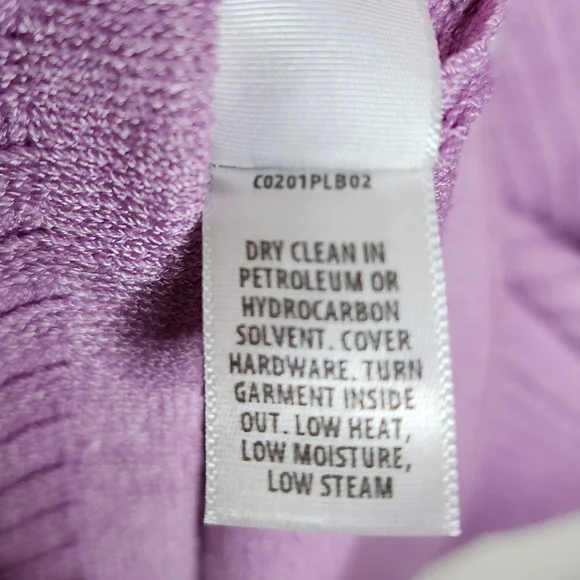 C0201PLB02
DRY CLEAN IN
PETROLEUM OR
HYDROCARBON
SOLVENT. COVER
HARDWARE. TURN
GARMENT INSIDE
OUT. LOW HEAT,
LOW MOISTURE,
LOW STEAM